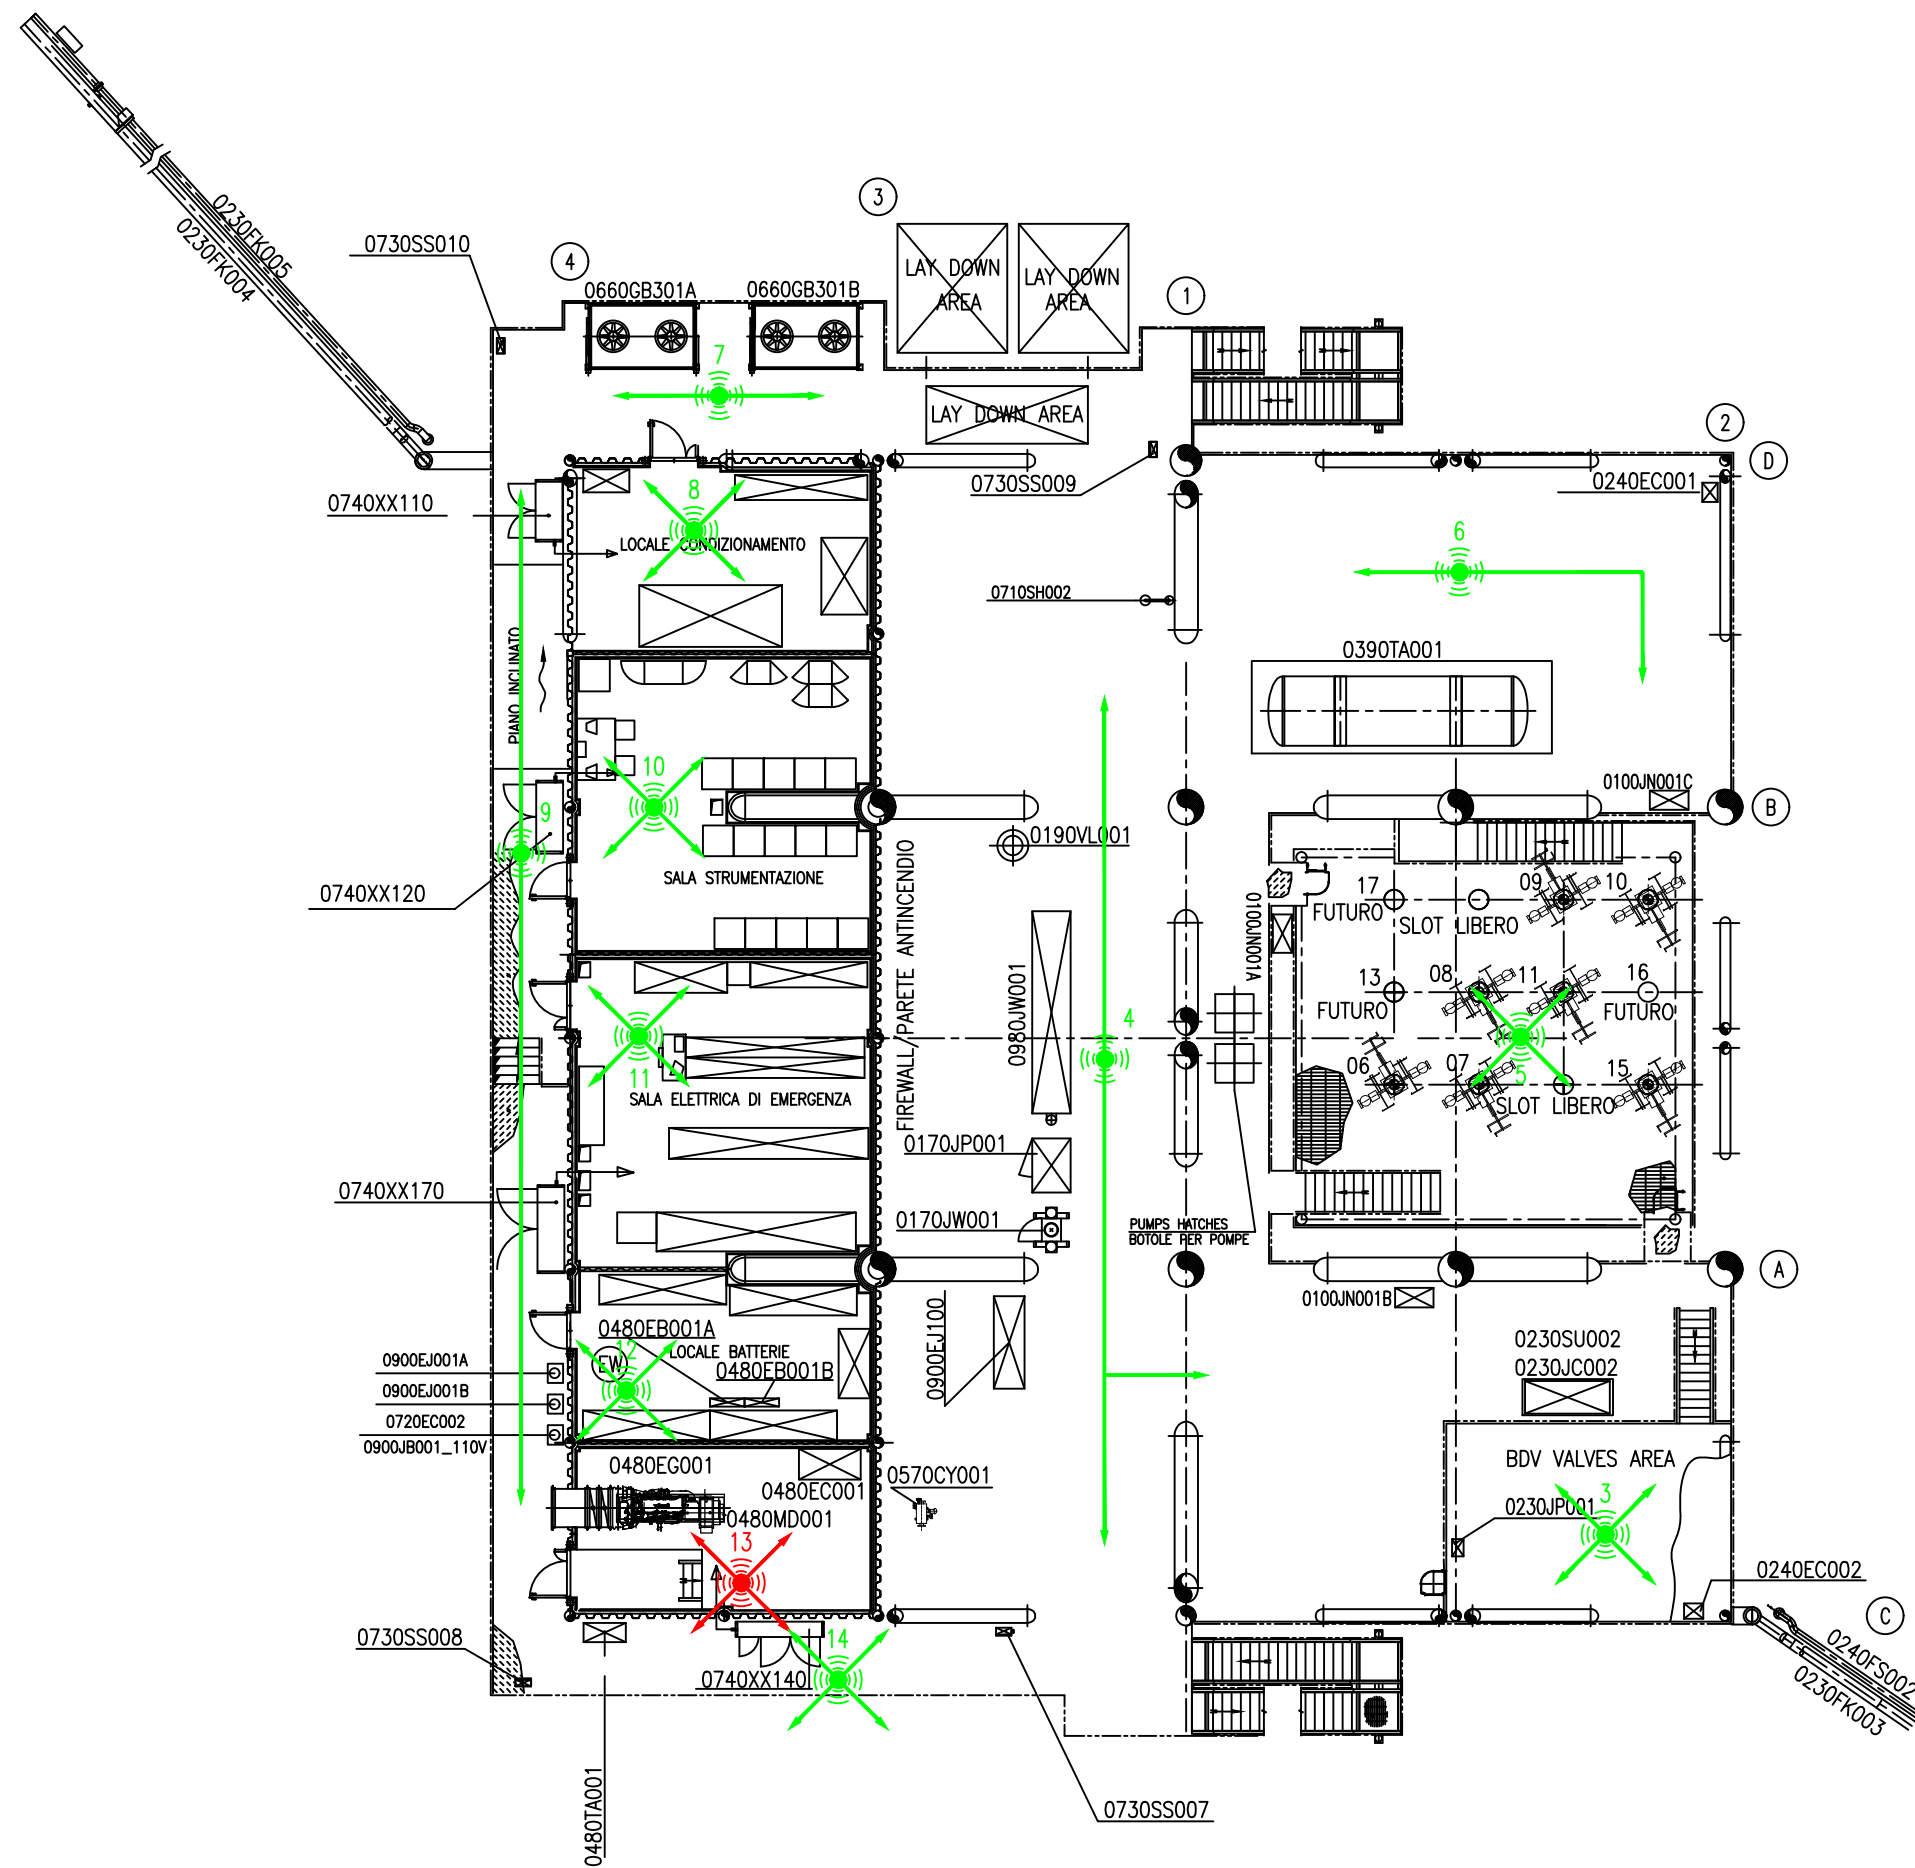 0230FK005
0230FK004
0730SS010
3
4
0660GB301A
0660GB301B
LAY DOWN
AREA
LAY DOWN
AREA
1
7
LAY DOWN AREA
2
D
0730SS009
0240EC001
0740XX110
8
LOCALE CONDIZIONAMENTO
6
0710SH002
PIANO INCLINATO
0390TA001
10
0100JN001C
B
9
0190VL001
0740XX120
SALA STRUMENTAZIONE
FIREWALL/PARETE ANTINCENDIO
17
FUTURO
SLOT LIBERO
09
10
0100JN001A
13
FUTURO
08
11
16
FUTURO
0980JW001
4
11
SALA ELETTRICA DI EMERGENZA
06
07
5
SLOT LIBERO
15
0170JP001
0740XX170
0170JW001
PUMPS HATCHES
BOTOLE PER POMPE
A
0100JN001B
0480EB001A
12
EW
LOCALE BATTERIE
0480EB001B
0900EJ100
0230SU002
0230JC002
0900EJ001A
0900EJ001B
0720EC002
0900JB001_110V
0480EG001
0480EC001
0480MD001
0570CY001
BDV VALVES AREA
3
0230JP001
13
0240EC002
C
0730SS008
14
0740XX140
0240FS002
0230FK003
0480TA001
0730SS007